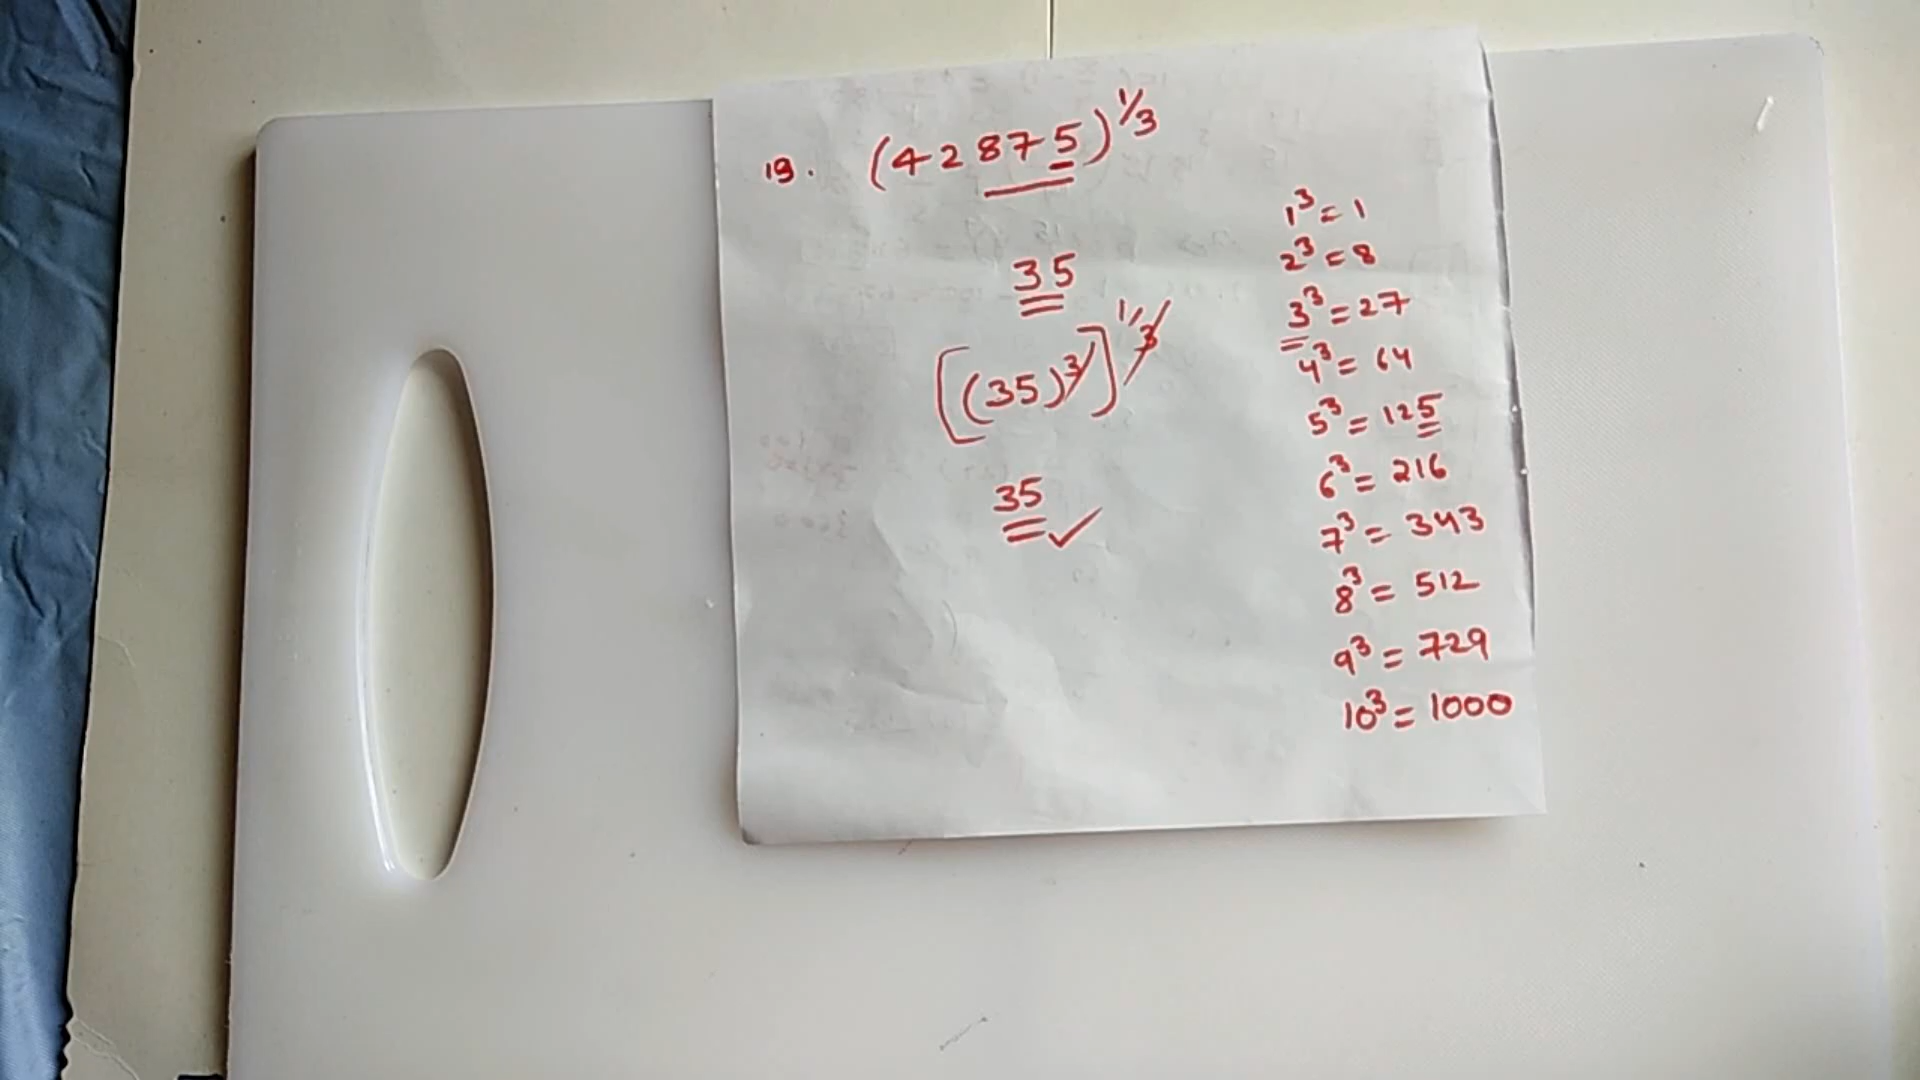 19. (42875)^1/3
35
[(35)^3]^1/3
35 ✓
1^3 = 1
2^3 = 8
3^3 = 27
4^3 = 64
5^3 = 125
6^3 = 216
7^3 = 343
8^3 = 512
9^3 = 729
10^3 = 1000